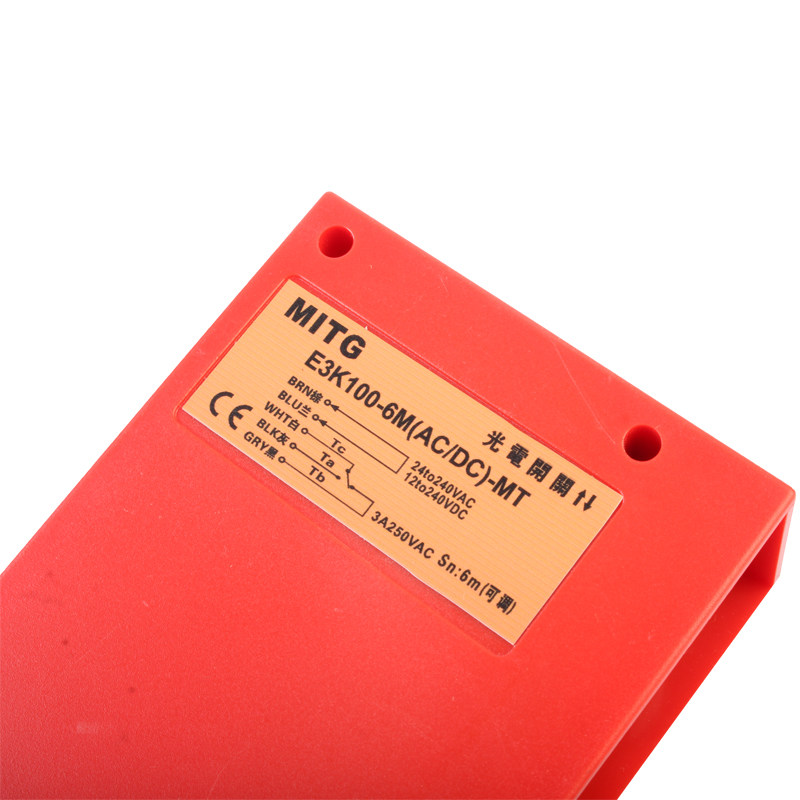 MITG
光電開關
E3K100-6M(AC/DC)-MT
BRN棕
BLU兰
WHT白 Tc
BLK灰 Ta
GRY黑 Tb
24to240VAC
12to240VDC
3A250VAC Sn:6m(可调)
CE